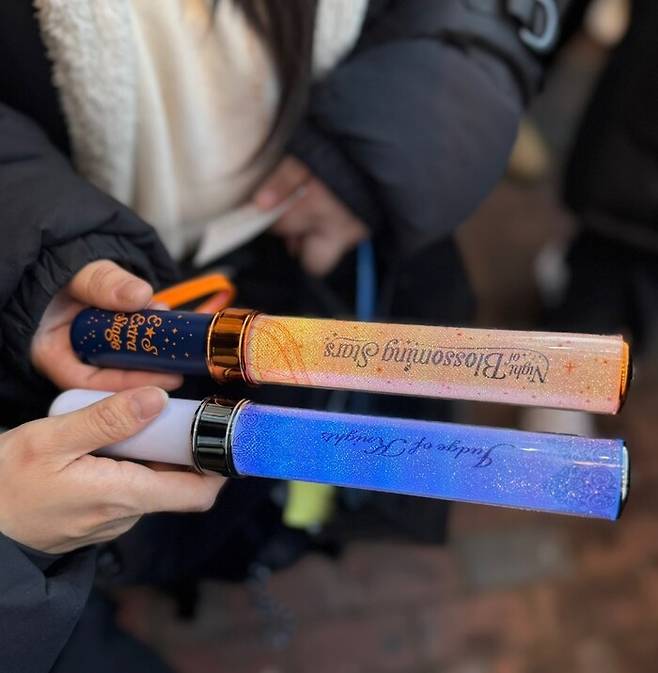 E★S
Extra
Stage
Night of Blossoming Stars
Judge of Knights